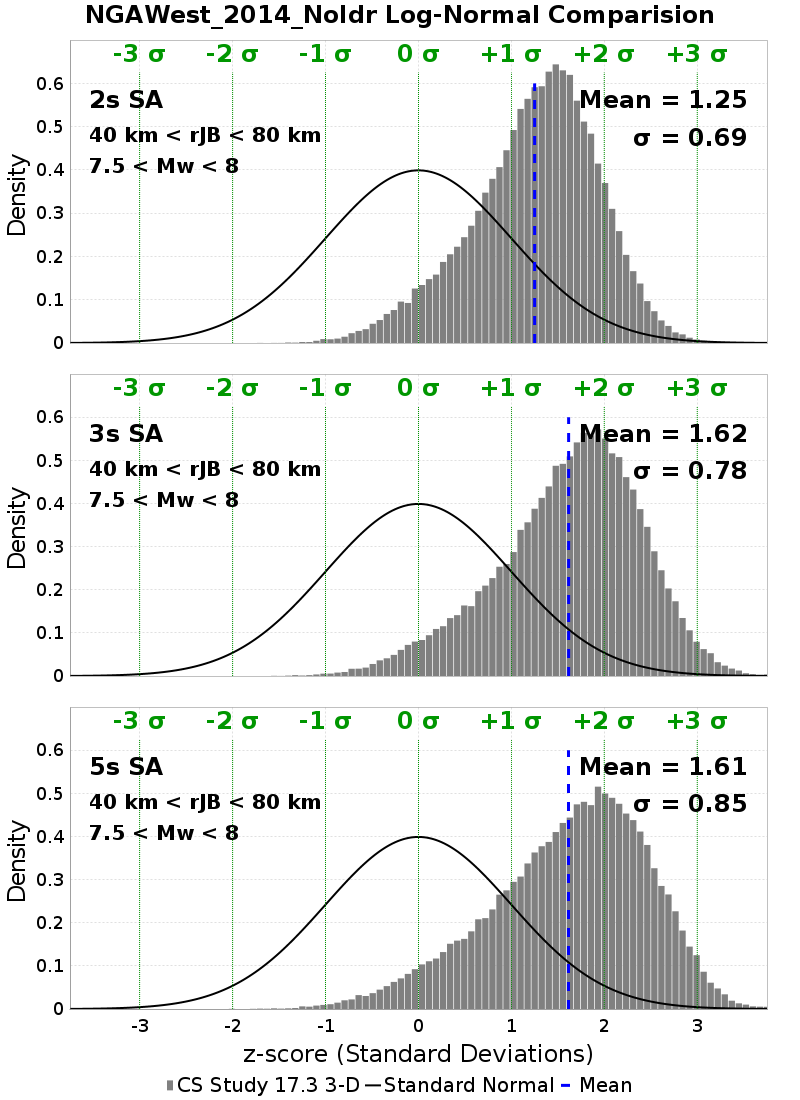 NGAWest_2014_NoIdr Log-Normal Comparision
-3 σ -2 σ -1 σ 0 σ +1 σ +2 σ +3 σ
0.6
2s SA Mean = 1.25
0.5
40 km < rJB < 80 km σ = 0.69
0.4
7.5 < Mw < 8
Density
0.3
0.2
0.1
0
-3 σ -2 σ -1 σ 0 σ +1 σ +2 σ +3 σ
0.6
3s SA Mean = 1.62
0.5
40 km < rJB < 80 km σ = 0.78
0.4
7.5 < Mw < 8
Density
0.3
0.2
0.1
0
-3 σ -2 σ -1 σ 0 σ +1 σ +2 σ +3 σ
0.6
5s SA Mean = 1.61
0.5
40 km < rJB < 80 km σ = 0.85
0.4
7.5 < Mw < 8
Density
0.3
0.2
0.1
0
-3 -2 -1 0 1 2 3
z-score (Standard Deviations)
CS Study 17.3 3-D Standard Normal Mean